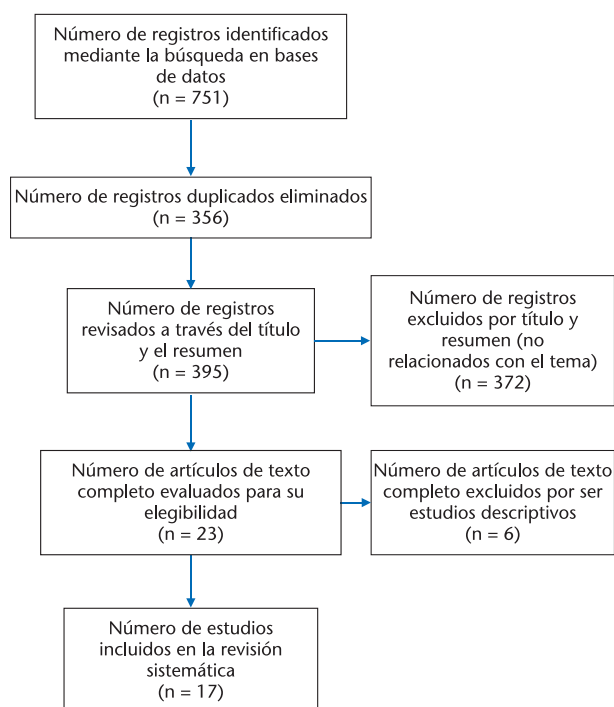 Número de registros identificados
mediante la búsqueda en bases
de datos
(n = 751)
Número de registros duplicados eliminados
(n = 356)
Número de registros
revisados a través del título
y el resumen
(n = 395)
Número de registros
excluidos por título y
resumen (no
relacionados con el tema)
(n = 372)
Número de artículos de texto
completo evaluados para su
elegibilidad
(n = 23)
Número de artículos de texto
completo excluidos por ser
estudios descriptivos
(n = 6)
Número de estudios
incluidos en la revisión
sistemática
(n = 17)